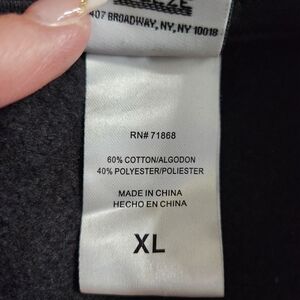 407 BROADWAY, NY, NY 10018
RN# 71868
60% COTTON/ALGODON
40% POLYESTER/POLIESTER
MADE IN CHINA
HECHO EN CHINA
XL